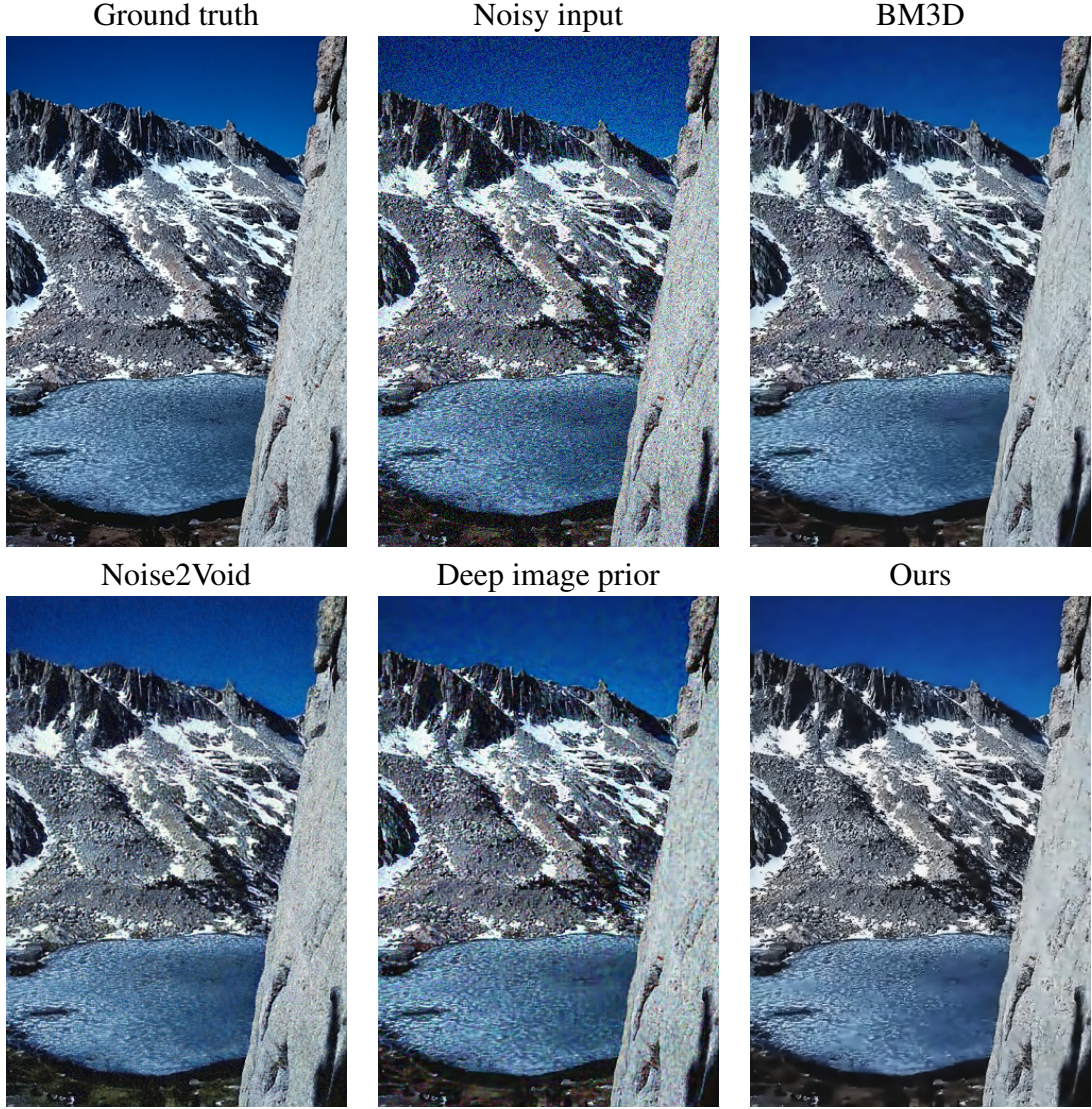 Ground truth
Noisy input
BM3D
Noise2Void
Deep image prior
Ours